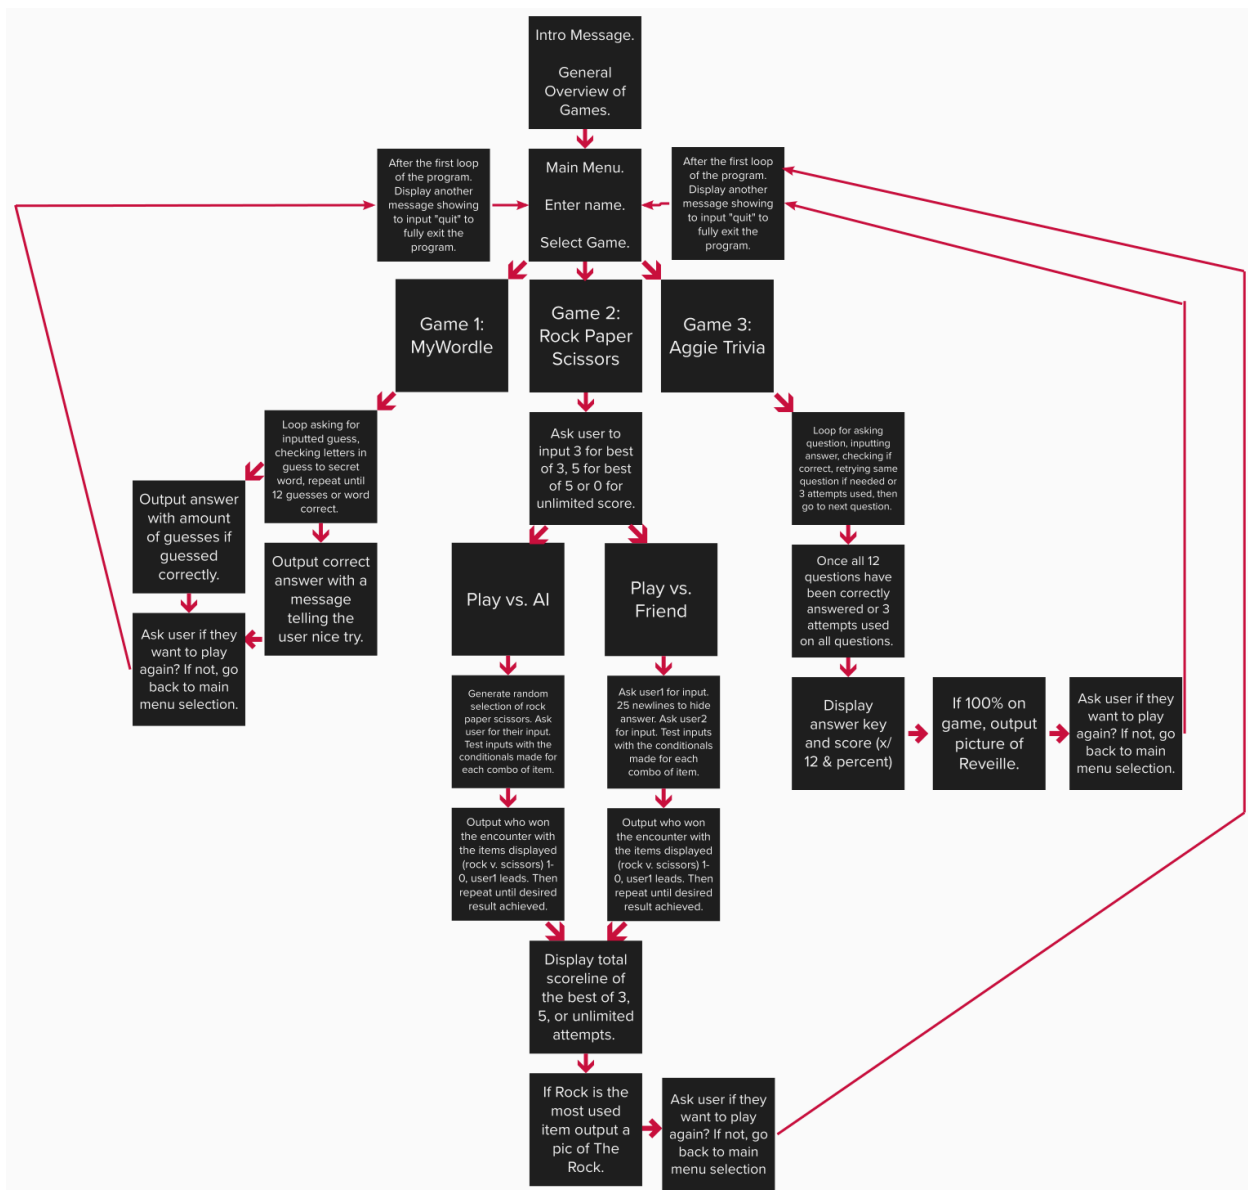 Intro Message.
General
Overview of
Games.
After the first loop
of the program.
Display another
message showing
to input "quit" to
fully exit the
program.
Main Menu.
Enter name.
Select Game.
After the first loop
of the program.
Display another
message showing
to input "quit" to
fully exit the
program.
Game 1:
MyWordle
Game 2:
Rock Paper
Scissors
Game 3:
Aggie Trivia
Loop asking for
inputted guess,
checking letters in
guess to secret
word, repeat until
12 guesses or word
correct.
Output answer
with amount
of guesses if
guessed
correctly.
Output correct
answer with a
message
telling the
user nice try.
Ask user if they
want to play
again? If not, go
back to main
menu selection.
Ask user to
input 3 for best
of 3, 5 for best
of 5 or 0 for
unlimited score.
Play vs. AI
Play vs.
Friend
Generate random
selection of rock
paper scissors. Ask
user for their input.
Test inputs with the
conditionals made for
each combo of item.
Ask user1 for input.
25 newlines to hide
answer. Ask user2
for input. Test inputs
with the conditionals
made for each
combo of item.
Output who won
the encounter with
the items displayed
(rock v. scissors) 1-
0, user1 leads. Then
repeat until desired
result achieved.
Output who won
the encounter with
the items displayed
(rock v. scissors) 1-
0, user1 leads. Then
repeat until desired
result achieved.
Display total
scoreline of
the best of 3,
5, or unlimited
attempts.
If Rock is the
most used
item output a
pic of The
Rock.
Ask user if they
want to play
again? If not, go
back to main
menu selection
Loop for asking
question, inputting
answer, checking if
correct, retrying same
question if needed or
3 attempts used, then
go to next question.
Once all 12
questions have
been correctly
answered or 3
attempts used
on all questions.
Display
answer key
and score (x/
12 & percent)
If 100% on
game, output
picture of
Reveille.
Ask user if they
want to play
again? If not, go
back to main
menu selection.